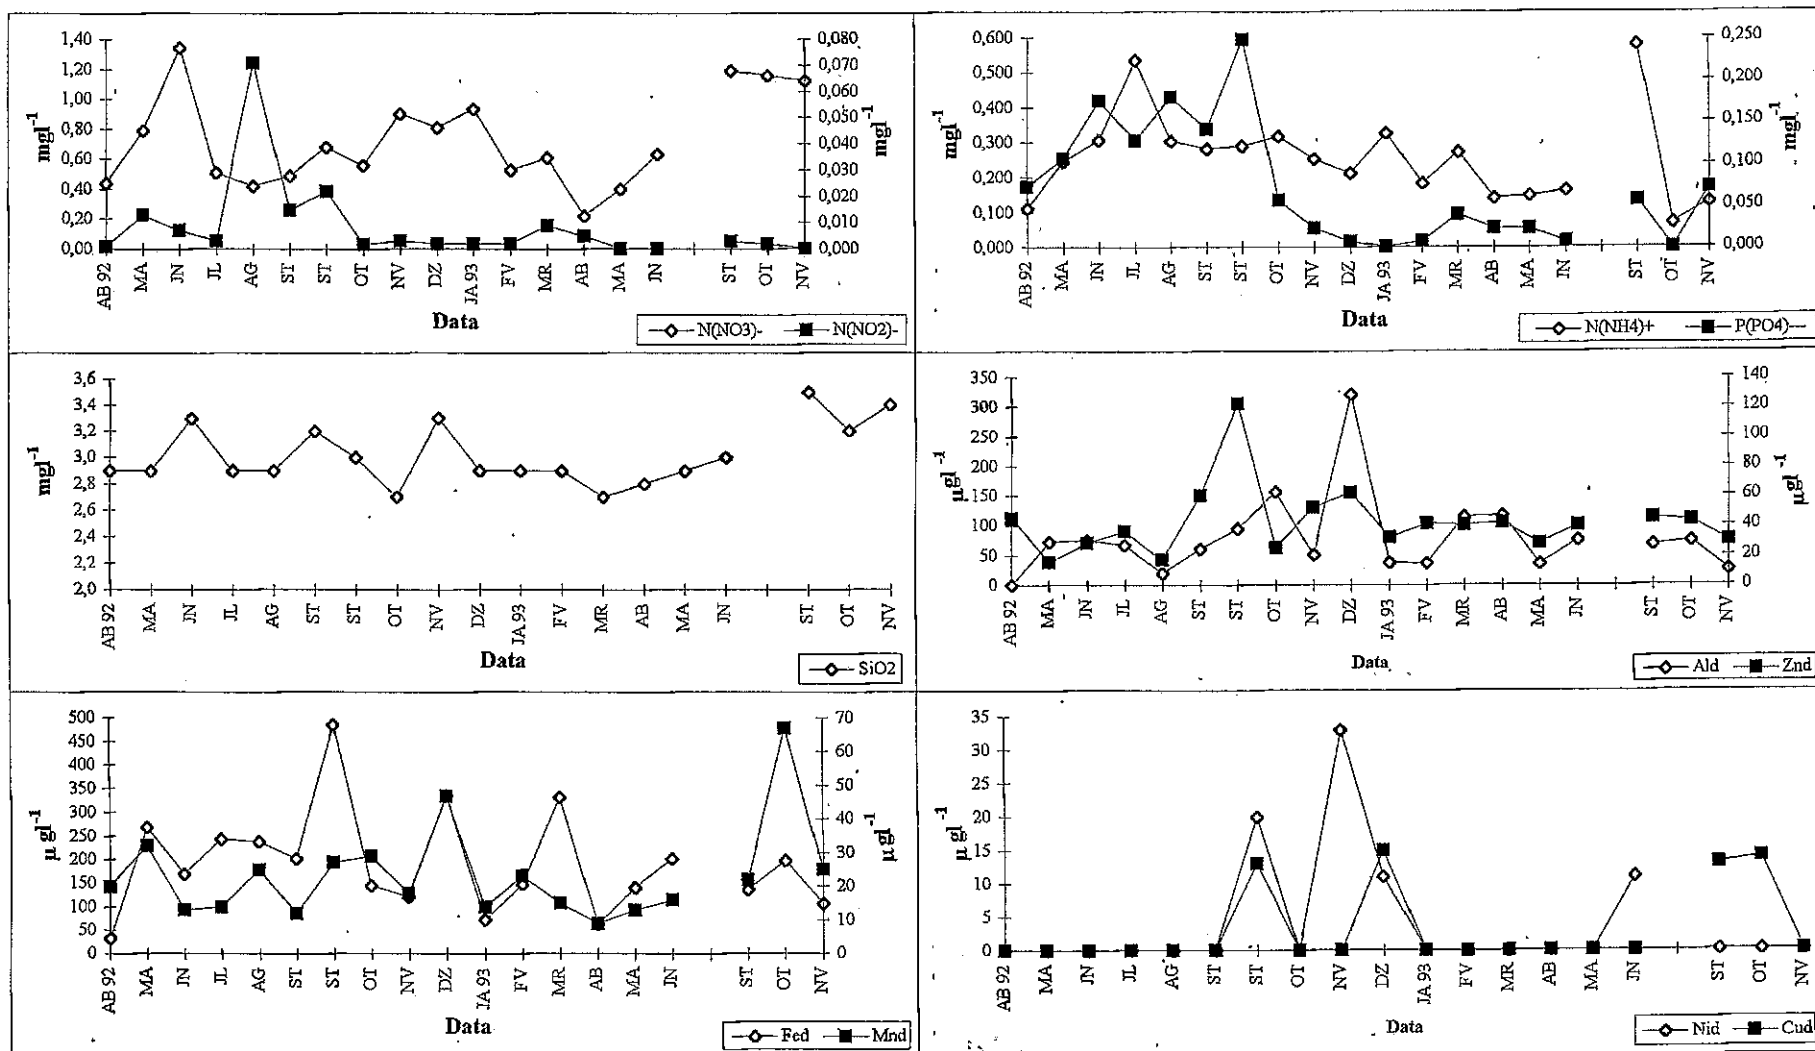 1,40
1,20
1,00
0,80
0,60
0,40
0,20
0,00
mgl-1
0,080
0,070
0,060
0,050
0,040
0,030
0,020
0,010
0,000
mgl-1
AB 92 MA JN JL AG ST ST OT NV DZ JA 93 FV MR AB MA JN ST OT NV
Data
N(NO3)- N(NO2)-
0,600
0,500
0,400
0,300
0,200
0,100
0,000
mgl-1
0,250
0,200
0,150
0,100
0,050
0,000
mgl-1
AB 92 MA JN JL AG ST ST OT NV DZ JA 93 FV MR AB MA JN ST OT NV
Data
N(NH4)+ P(PO4)---
3,6
3,4
3,2
3,0
2,8
2,6
2,4
2,2
2,0
mgl-1
AB 92 MA JN JL AG ST ST OT NV DZ JA 93 FV MR AB MA JN ST OT NV
Data
SiO2
350
300
250
200
150
100
50
0
µgl-1
140
120
100
80
60
40
20
0
µgl-1
AB 92 MA JN JL AG ST ST OT NV DZ JA 93 FV MR AB MA JN ST OT NV
Data
Ald Znd
500
450
400
350
300
250
200
150
100
50
0
µ gl-1
70
60
50
40
30
20
10
0
µgl-1
AB 92 MA JN JL AG ST ST OT NV DZ JA 93 FV MR AB MA JN ST OT NV
Data
Fed Mnd
35
30
25
20
15
10
5
0
µ gl-1
AB 92 MA JN JL AG ST ST OT NV DZ JA 93 FV MR AB MA JN ST OT NV
Data
Nid Cud